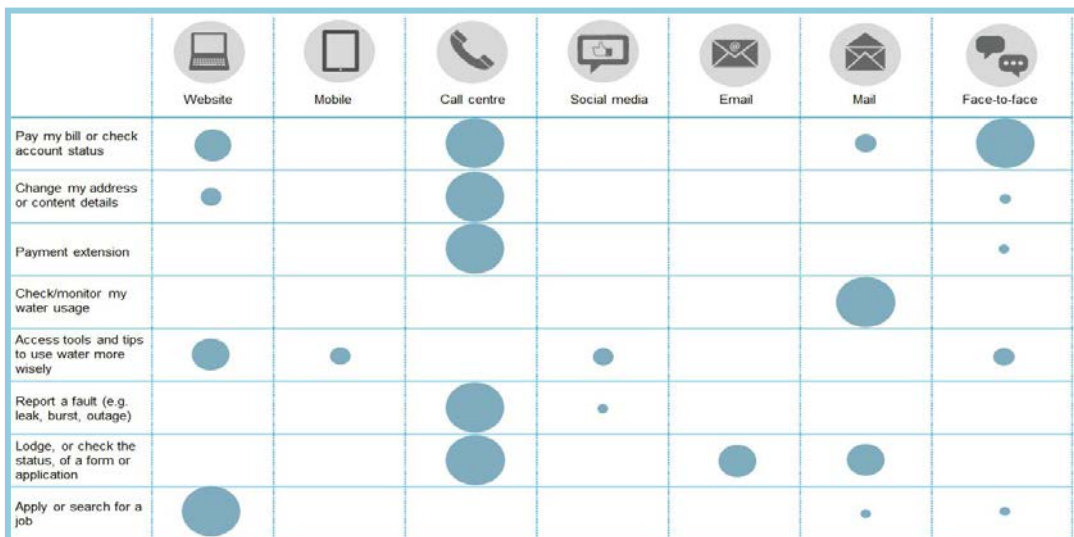 Website
Mobile
Call centre
Social media
Email
Mail
Face-to-face
Pay my bill or check
account status
Change my address
or content details
Payment extension
Check/monitor my
water usage
Access tools and tips
to use water more
wisely
Report a fault (e.g.
leak, burst, outage)
Lodge, or check the
status, of a form or
application
Apply or search for a
job